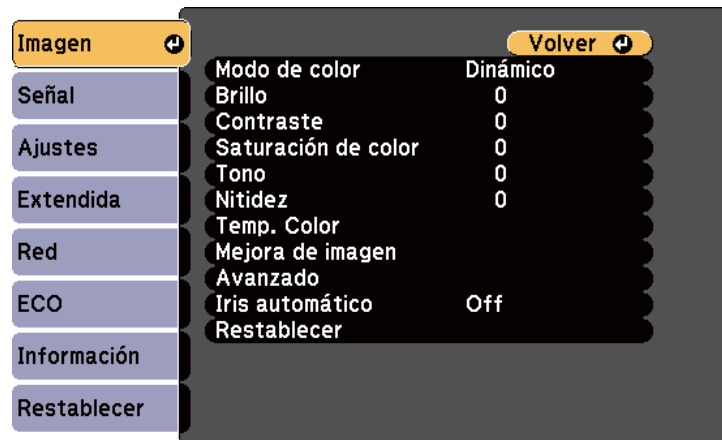 Imagen
Señal
Ajustes
Extendida
Red
ECO
Información
Restablecer
Volver
Modo de color Dinámico
Brillo 0
Contraste 0
Saturación de color 0
Tono 0
Nitidez 0
Temp. Color
Mejora de imagen
Avanzado
Iris automático Off
Restablecer